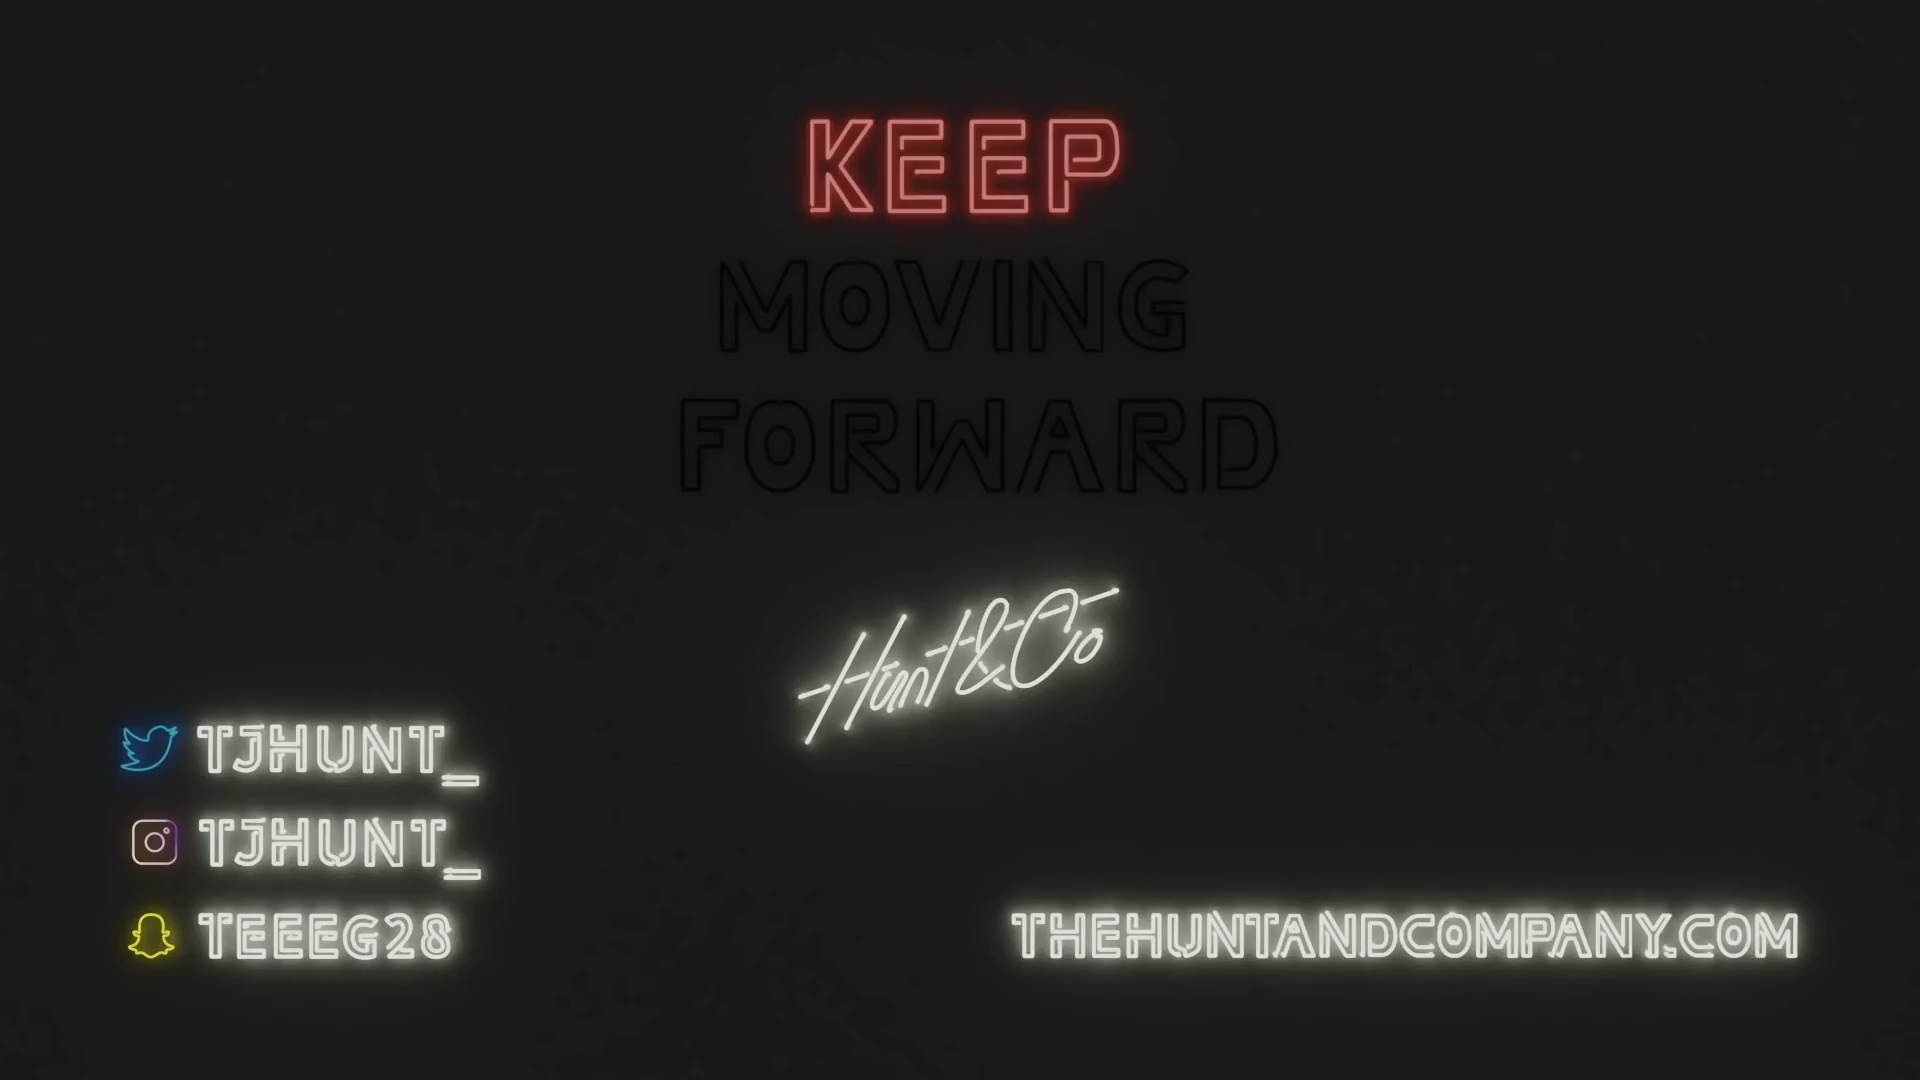 KEEP
MOVING
FORWARD
Hunt&Co
TJHUNT_
TJHUNT_
TEEEG28
THEHUNTANDCOMPANY.COM